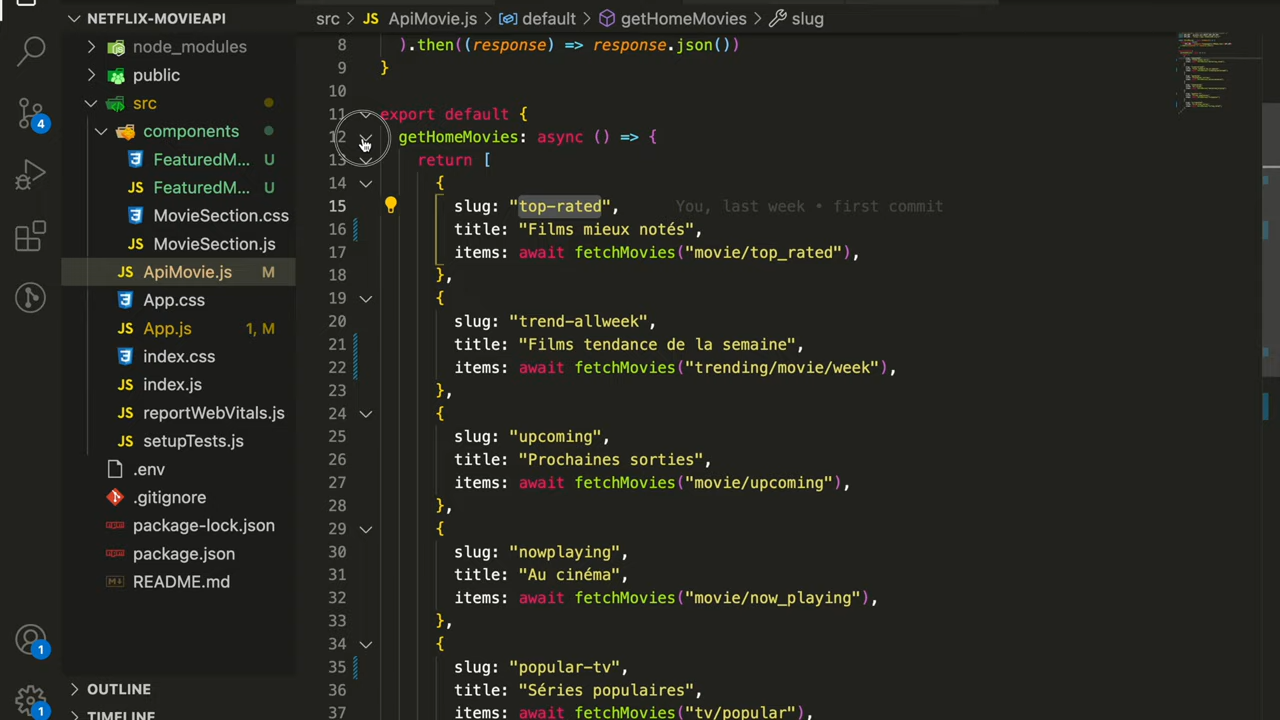 NETFLIX-MOVIEAPI
node_modules
public
src
components
FeaturedM... U
FeaturedM... U
MovieSection.css
MovieSection.js
ApiMovie.js M
App.css
App.js 1, M
index.css
index.js
reportWebVitals.js
setupTests.js
.env
.gitignore
package-lock.json
package.json
README.md
OUTLINE
TIMELINE
4
1
1
src ApiMovie.js default getHomeMovies slug
8 ).then((response) => response.json())
9 }
10
11 export default {
12 getHomeMovies: async () => {
13 return [
14 {
15 slug: "top-rated", You, last week • first commit
16 title: "Films mieux notés",
17 items: await fetchMovies("movie/top_rated"),
18 },
19 {
20 slug: "trend-allweek",
21 title: "Films tendance de la semaine",
22 items: await fetchMovies("trending/movie/week"),
23 },
24 {
25 slug: "upcoming",
26 title: "Prochaines sorties",
27 items: await fetchMovies("movie/upcoming"),
28 },
29 {
30 slug: "nowplaying",
31 title: "Au cinéma",
32 items: await fetchMovies("movie/now_playing"),
33 },
34 {
35 slug: "popular-tv",
36 title: "Séries populaires",
37 items: await fetchMovies("tv/popular"),